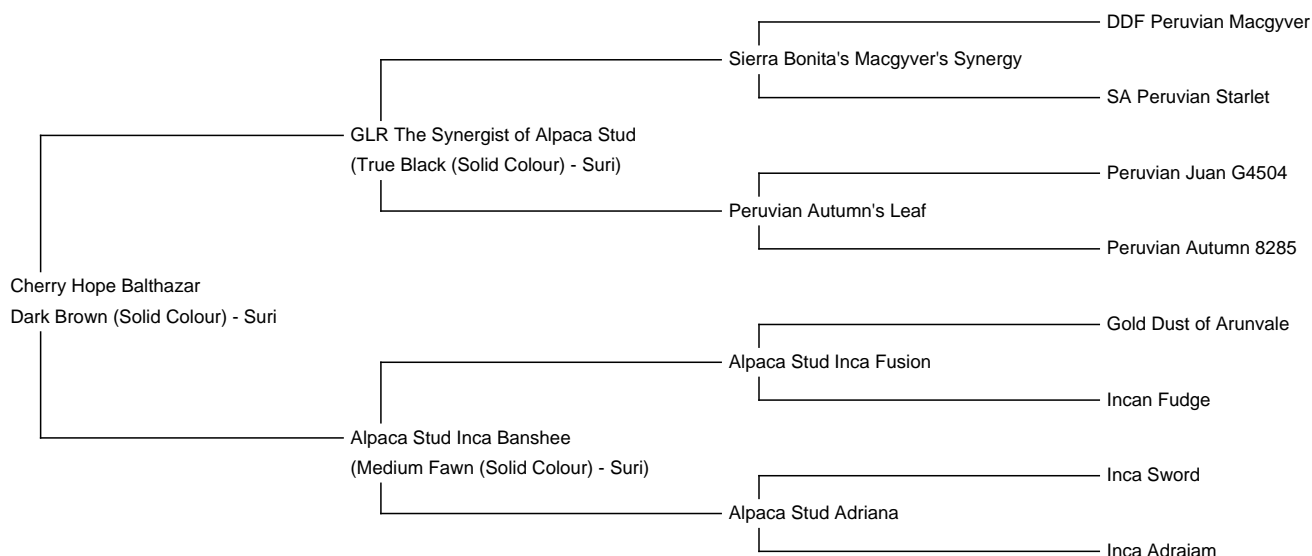 DDF Peruvian Macgyver
Sierra Bonita's Macgyver's Synergy
SA Peruvian Starlet
GLR The Synergist of Alpaca Stud
(True Black (Solid Colour) - Suri)
Peruvian Juan G4504
Peruvian Autumn's Leaf
Peruvian Autumn 8285
Cherry Hope Balthazar
Dark Brown (Solid Colour) - Suri
Gold Dust of Arunvale
Alpaca Stud Inca Fusion
Incan Fudge
Alpaca Stud Inca Banshee
(Medium Fawn (Solid Colour) - Suri)
Inca Sword
Alpaca Stud Adriana
Inca Adraiam